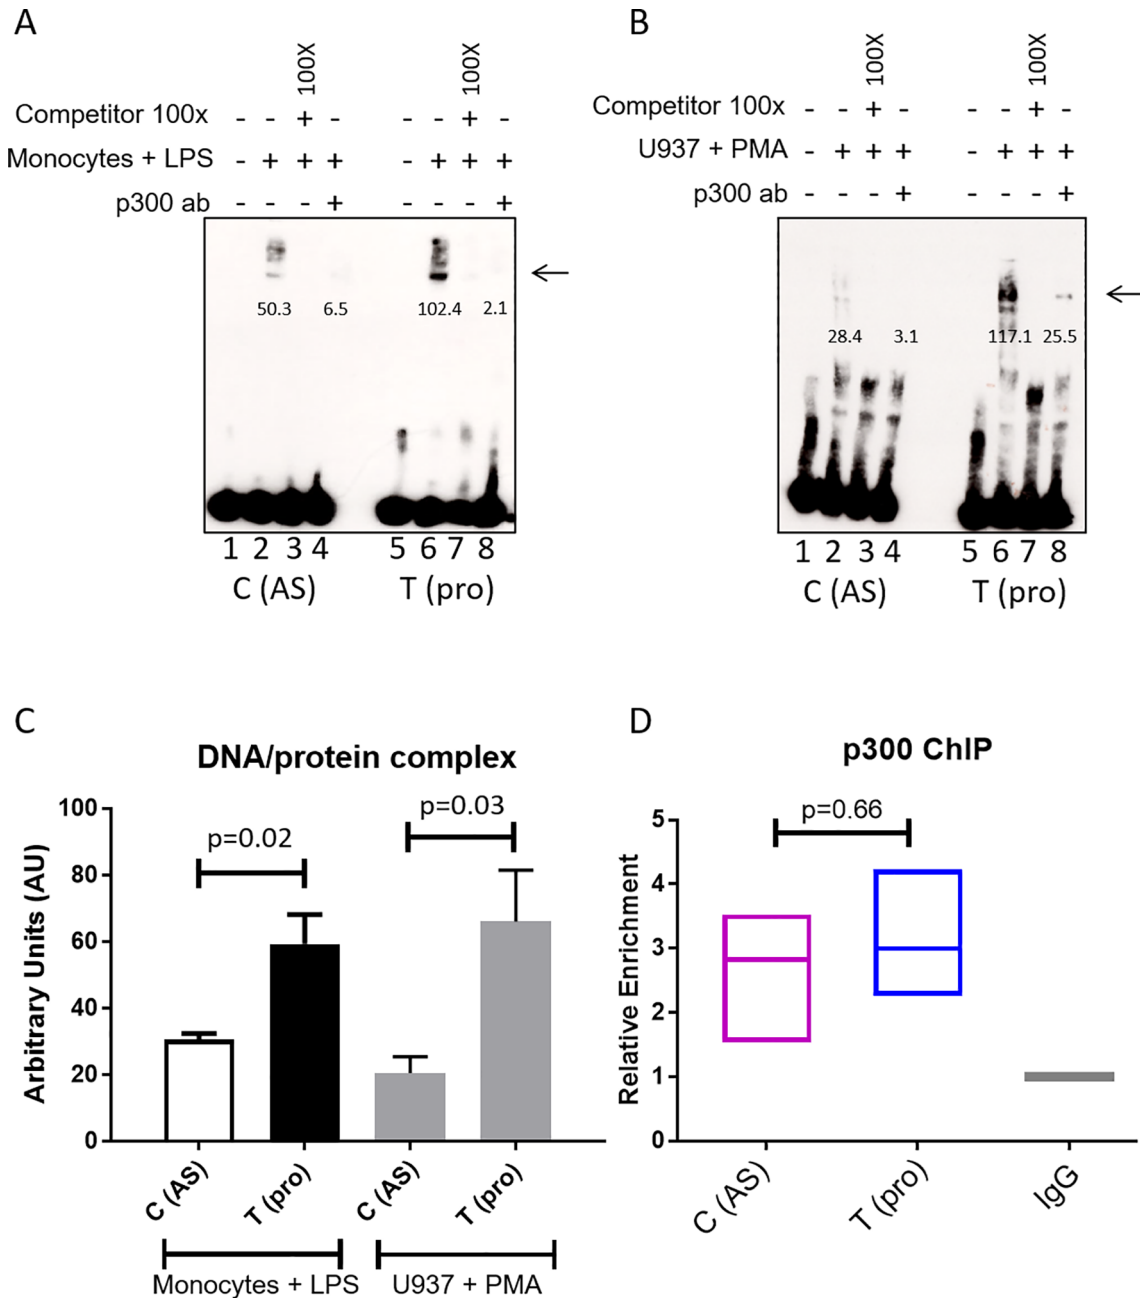 A
100X 100X
Competitor 100x - - + - - - + -
Monocytes + LPS - + + + - + + +
p300 ab - - - + - - - +
50.3 6.5 102.4 2.1
1 2 3 4 5 6 7 8
C (AS) T (pro)
B
100X 100X
Competitor 100x - - + - - - + -
U937 + PMA - + + + - + + +
p300 ab - - - + - - - +
28.4 3.1 117.1 25.5
1 2 3 4 5 6 7 8
C (AS) T (pro)
C
DNA/protein complex
Arbitrary Units (AU)
100
80
60
40
20
0
p=0.02
p=0.03
C (AS) T (pro) C (AS) T (pro)
Monocytes + LPS U937 + PMA
D
p300 ChIP
Relative Enrichment
5
4
3
2
1
0
p=0.66
C (AS) T (pro) IgG